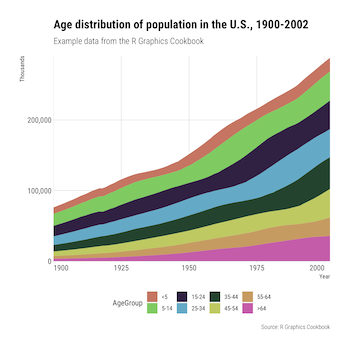 Age distribution of population in the U.S., 1900-2002
Example data from the R Graphics Cookbook
Thousands
200,000
100,000
1900 1925 1950 1975 2000
Year
AgeGroup
<5 15-24 35-44 55-64
5-14 25-34 45-54 >64
Source: R Graphics Cookbook